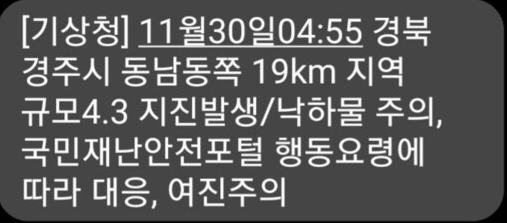 [기상청] 11월30일04:55 경북
경주시 동남동쪽 19km 지역
규모4.3 지진발생/낙하물 주의,
국민재난안전포털 행동요령에
따라 대응, 여진주의